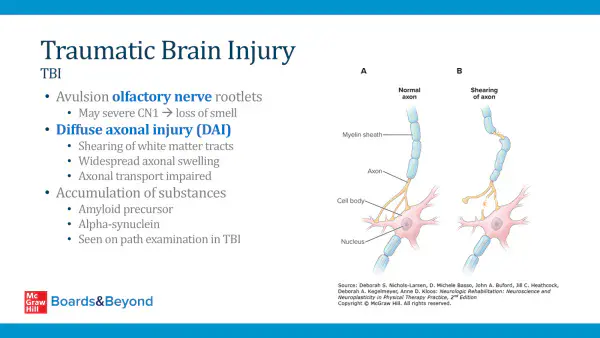 Traumatic Brain Injury
TBI
• Avulsion olfactory nerve rootlets
• May severe CN1 → loss of smell
• Diffuse axonal injury (DAI)
• Shearing of white matter tracts
• Widespread axonal swelling
• Axonal transport impaired
• Accumulation of substances
• Amyloid precursor
• Alpha-synuclein
• Seen on path examination in TBI
A
B
Normal axon
Shearing of axon
Myelin sheath
Axon
Cell body
Nucleus
Source: Deborah S. Nichols-Larsen, D. Michele Basso, John A. Buford, Jill C. Heathcock,
Deborah A. Kegelmeyer, Anne D. Kloos: Neurologic Rehabilitation: Neuroscience and
Neuroplasticity in Physical Therapy Practice, 2nd Edition
Copyright © McGraw Hill. All rights reserved.
Mc
Graw
Hill
Boards&Beyond